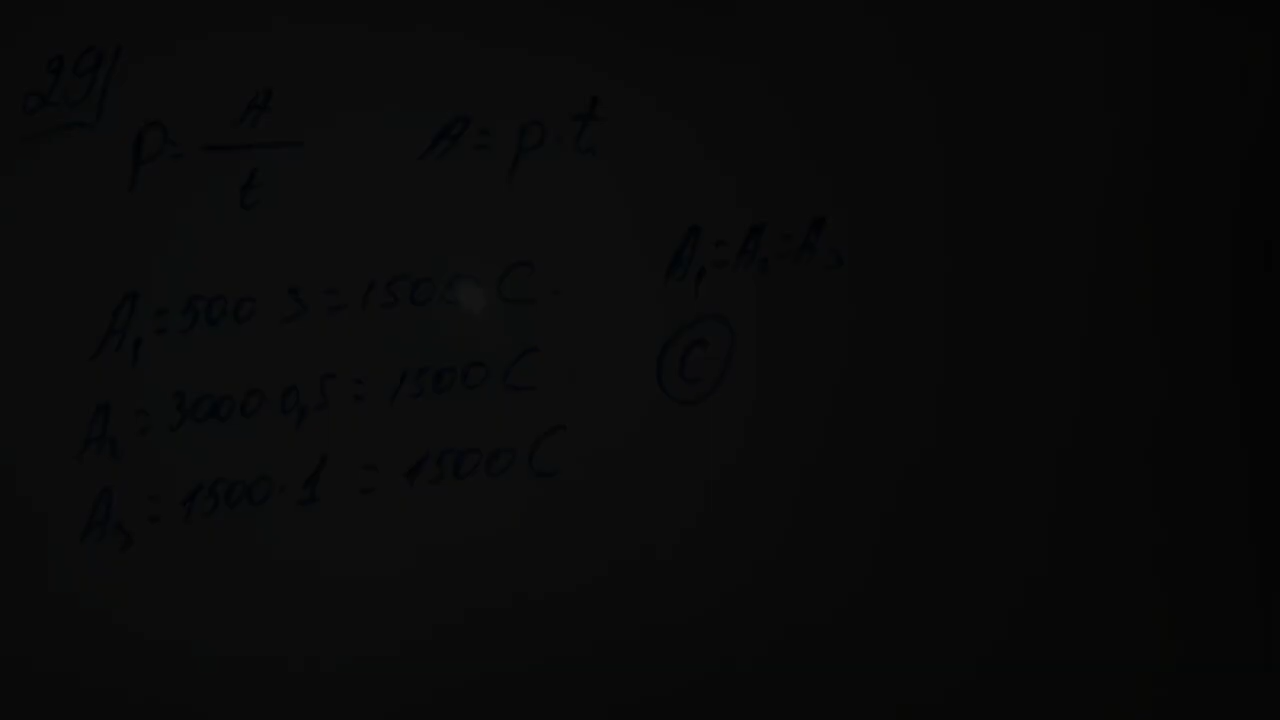 29/
P = A / t    A = p · t
A₁ = 500 · 3 = 1500 C    A₁ = A₂ = A₃
A₂ = 3000 · 0,5 = 1500 C    C
A₃ = 1500 · 1 = 1500 C